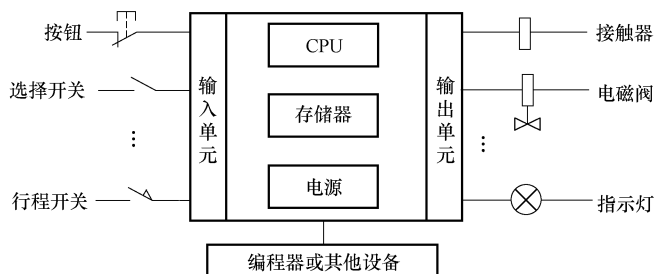 按钮
选择开关
行程开关
输入单元
CPU
存储器
电源
输出单元
接触器
电磁阀
指示灯
编程器或其他设备